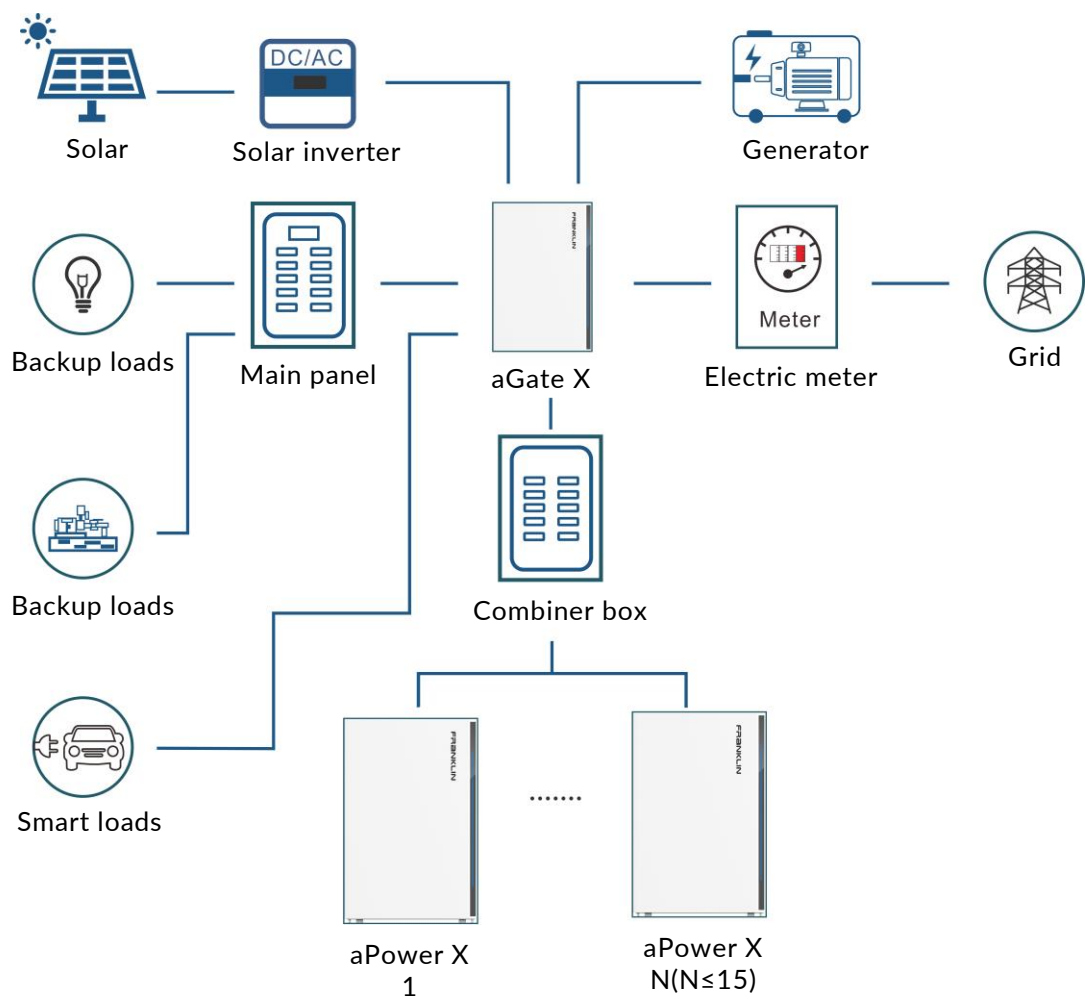 DC/AC
Solar
Solar inverter
Generator
FRANKLIN
Meter
Backup loads
Main panel
aGate X
Electric meter
Grid
Backup loads
Combiner box
Smart loads
FRANKLIN
FRANKLIN
.......
aPower X
1
aPower X
N(N≤15)